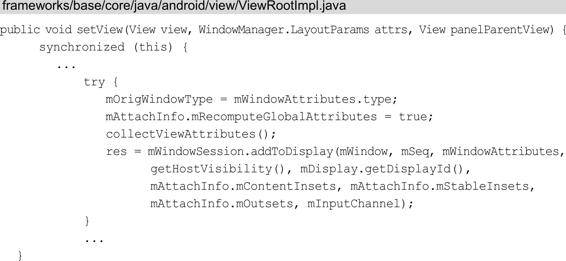 frameworks/base/core/java/android/view/ViewRootImpl.java
public void setView(View view, WindowManager.LayoutParams attrs, View panelParentView) {
synchronized (this) {
...
try {
mOrigWindowType = mWindowAttributes.type;
mAttachInfo.mRecomputeGlobalAttributes = true;
collectViewAttributes();
res = mWindowSession.addToDisplay(mWindow, mSeq, mWindowAttributes,
getHostVisibility(), mDisplay.getDisplayId(),
mAttachInfo.mContentInsets, mAttachInfo.mStableInsets,
mAttachInfo.mOutsets, mInputChannel);
}
...
}